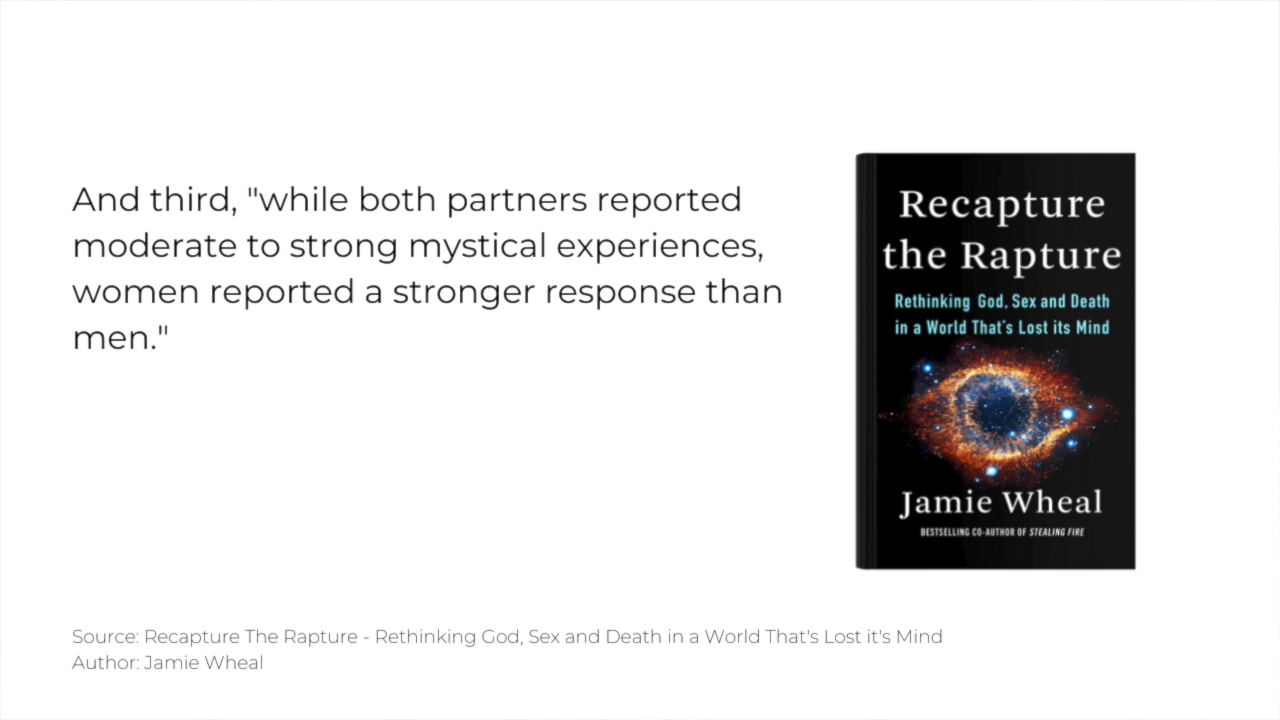 And third, "while both partners reported
moderate to strong mystical experiences,
women reported a stronger response than
men."
Recapture
the Rapture
Rethinking God, Sex and Death
in a World That's Lost its Mind
Jamie Wheal
BESTSELLING CO-AUTHOR OF STEALING FIRE
Source: Recapture The Rapture - Rethinking God, Sex and Death in a World That's Lost it's Mind
Author: Jamie Wheal